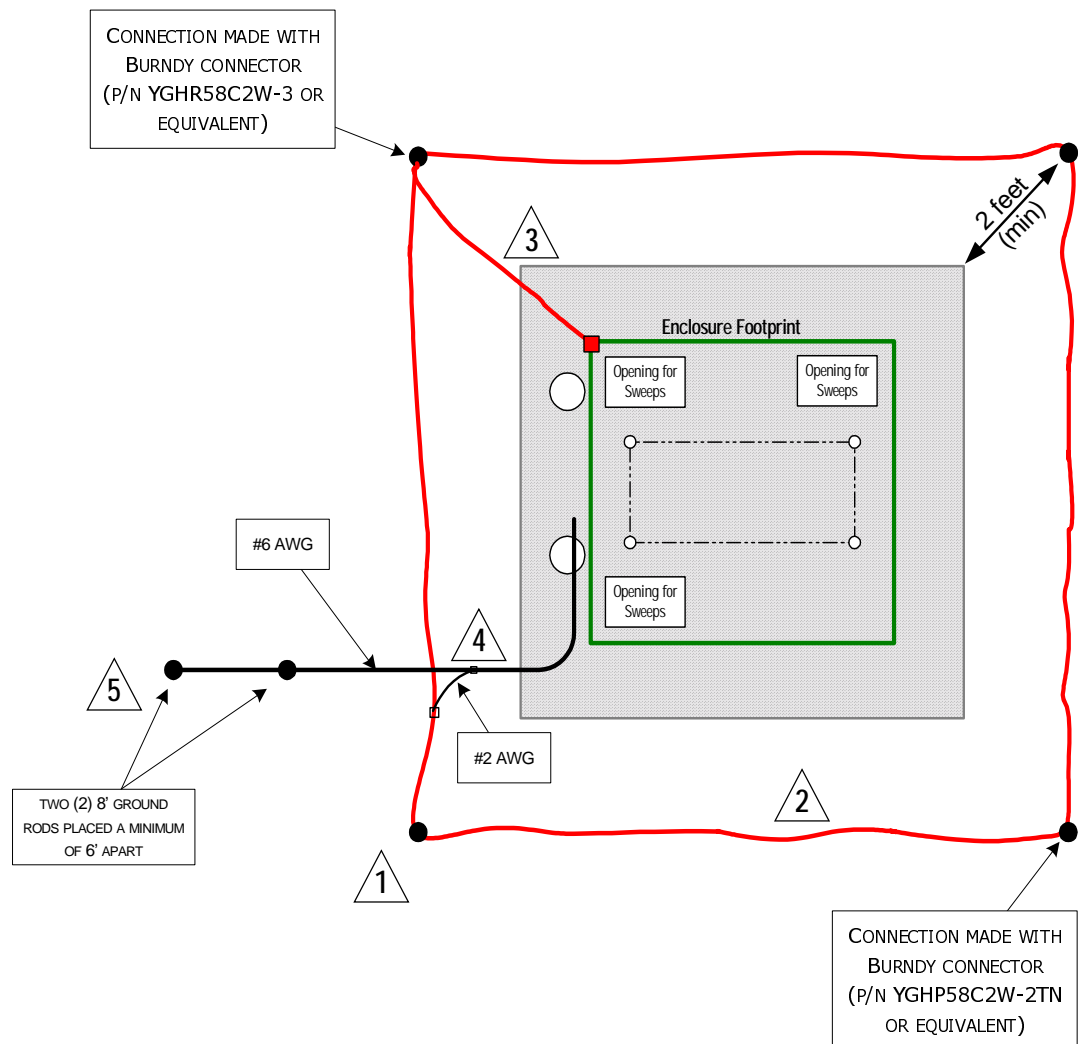 CONNECTION MADE WITH
BURNDY CONNECTOR
(P/N YGHR58C2W-3 OR
EQUIVALENT)
2 feet
(min)
3
Enclosure Footprint
Opening for
Sweeps
Opening for
Sweeps
#6 AWG
Opening for
Sweeps
4
5
#2 AWG
TWO (2) 8' GROUND
RODS PLACED A MINIMUM
OF 6' APART
2
1
CONNECTION MADE WITH
BURNDY CONNECTOR
(P/N YGHP58C2W-2TN
OR EQUIVALENT)